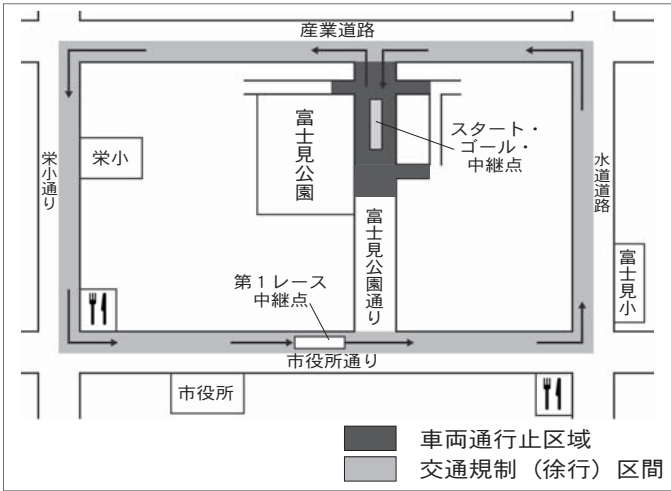 産業道路
スタート・
ゴール・
中継点
富士見公園
栄小
栄小通り
水道道路
富士見公園通り
富士見小
第１レース
中継点
市役所通り
市役所
車両通行止区域
交通規制（徐行）区間